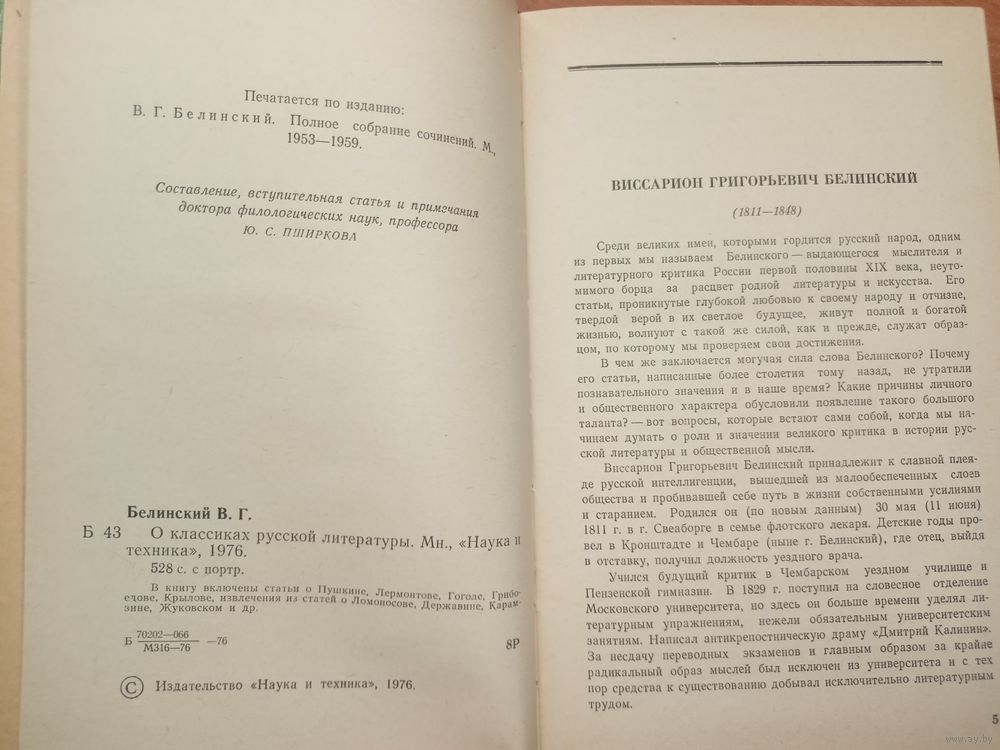 Печатается по изданию:
В. Г. Белинский. Полное собрание сочинений. М.,
1953—1959.
Составление, вступительная статья и примечания
доктора филологических наук, профессора
Ю. С. ПШИРКОВА
Белинский В. Г.
Б 43 О классиках русской литературы. Мн., «Наука и
техника», 1976.
528 с. с портр.
В книгу включены статьи о Пушкине, Лермонтове, Гоголе, Грибо-
едове, Крылове, извлечения из статей о Ломоносове, Державине, Карам-
зине, Жуковском и др.
Б 70202—066 —76 8Р
М316—76
© Издательство «Наука и техника», 1976.
ВИССАРИОН ГРИГОРЬЕВИЧ БЕЛИНСКИЙ
(1811—1848)
Среди великих имен, которыми гордится русский народ, одним
из первых мы называем Белинского — выдающегося мыслителя и
литературного критика России первой половины XIX века, неуто-
мимого борца за расцвет родной литературы и искусства. Его
статьи, проникнутые глубокой любовью к своему народу и отчизне,
твердой верой в их светлое будущее, живут полной и богатой
жизнью, волнуют с такой же силой, как и прежде, служат образ-
цом, по которому мы проверяем свои достижения.
В чем же заключается могучая сила слова Белинского? Почему
его статьи, написанные более столетия тому назад, не утратили
познавательного значения и в наше время? Какие причины личного
и общественного характера обусловили появление такого большого
таланта? — вот вопросы, которые встают сами собой, когда мы на-
чинаем думать о роли и значении великого критика в истории рус-
ской литературы и общественной мысли.
Виссарион Григорьевич Белинский принадлежит к славной плея-
де русской интеллигенции, вышедшей из малообеспеченных слоев
общества и пробивавшей себе путь в жизни собственными усилиями
и старанием. Родился он (по новым данным) 30 мая (11 июня)
1811 г. в г. Свеаборге в семье флотского лекаря. Детские годы про-
вел в Кронштадте и Чембаре (ныне г. Белинский), где отец, выйдя
в отставку, получил должность уездного врача.
Учился будущий критик в Чембарском уездном училище и
Пензенской гимназии. В 1829 г. поступил на словесное отделение
Московского университета, но здесь он больше времени уделял ли-
тературным упражнениям, нежели обязательным университетским
занятиям. Написал антикрепостническую драму «Дмитрий Калинин».
За несдачу переводных экзаменов и главным образом за крайне
радикальный образ мыслей был исключен из университета и с тех
пор средства к существованию добывал исключительно литературным
трудом.
5
www.ay.by